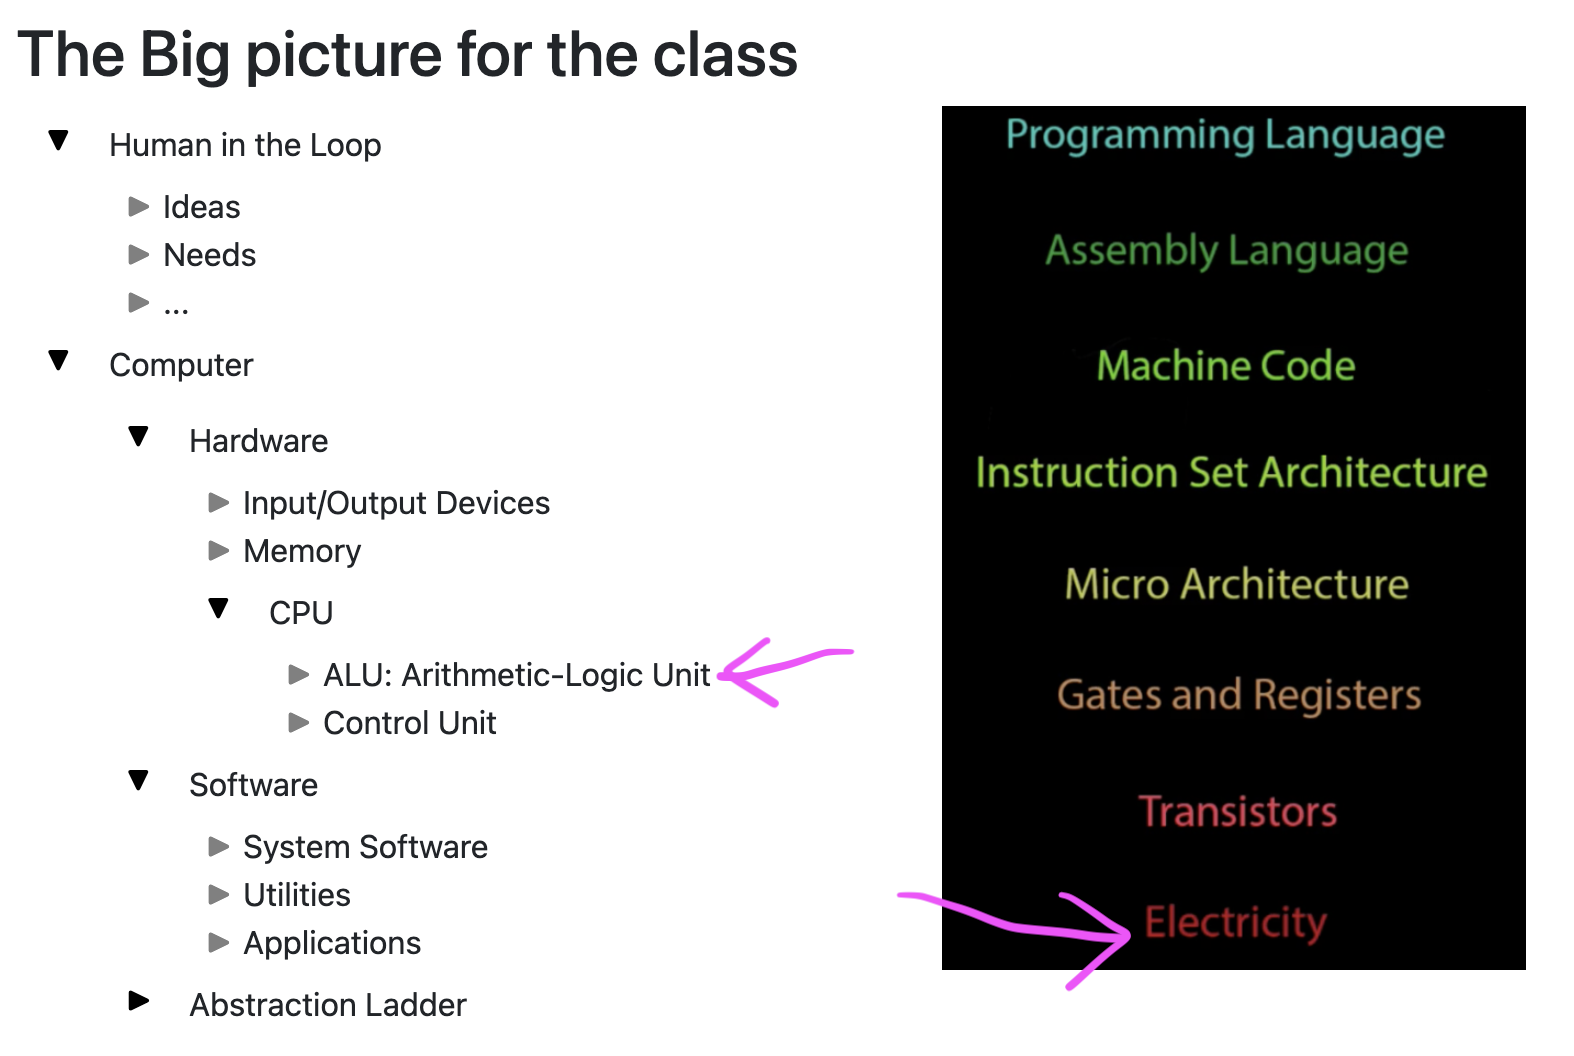 The Big picture for the class
Human in the Loop
Ideas
Needs
...
Computer
Hardware
Input/Output Devices
Memory
CPU
ALU: Arithmetic-Logic Unit
Control Unit
Software
System Software
Utilities
Applications
Abstraction Ladder
Programming Language
Assembly Language
Machine Code
Instruction Set Architecture
Micro Architecture
Gates and Registers
Transistors
Electricity